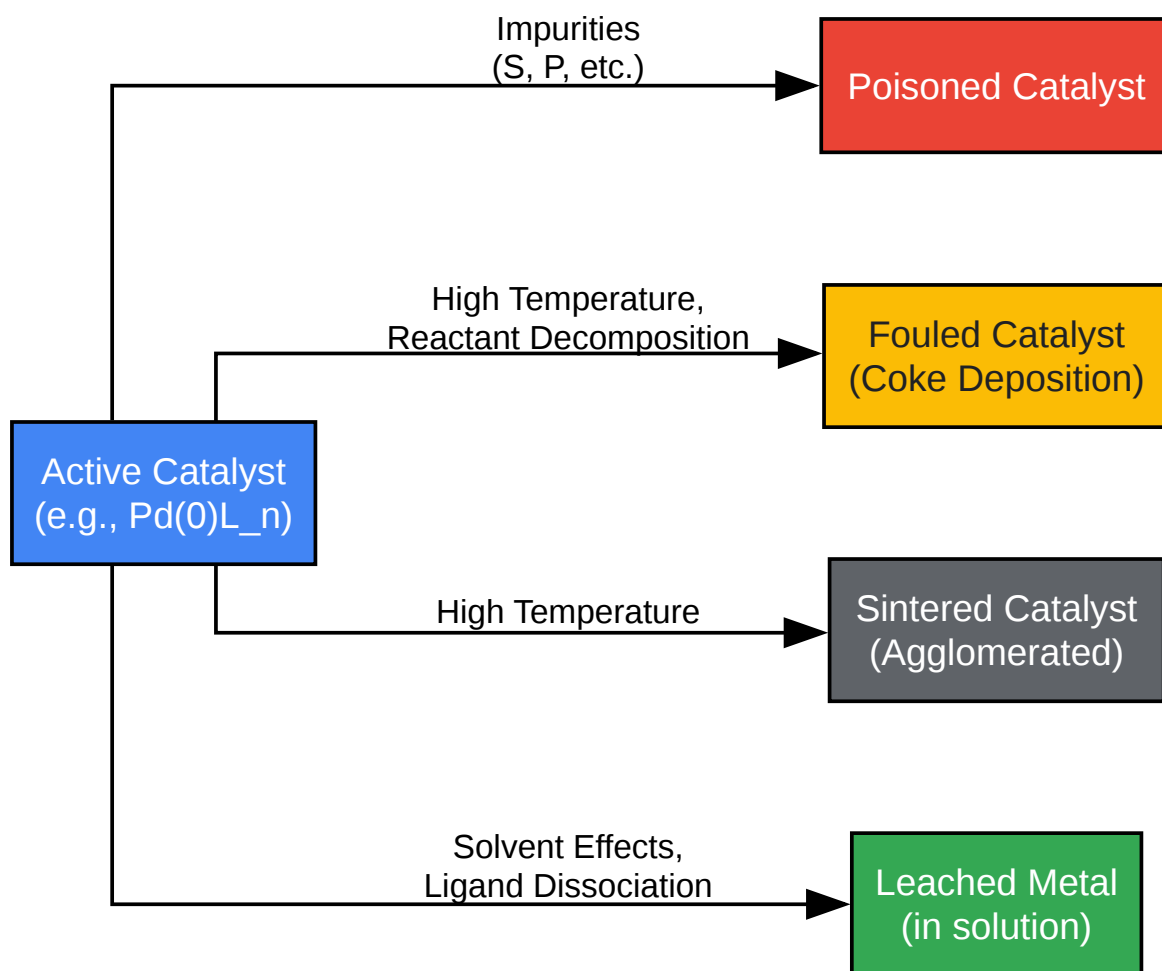 Impurities
(S, P, etc.)
Poisoned Catalyst
High Temperature,
Reactant Decomposition
Fouled Catalyst
(Coke Deposition)
Active Catalyst
(e.g., Pd(0)L_n)
High Temperature
Sintered Catalyst
(Agglomerated)
Solvent Effects,
Ligand Dissociation
Leached Metal
(in solution)